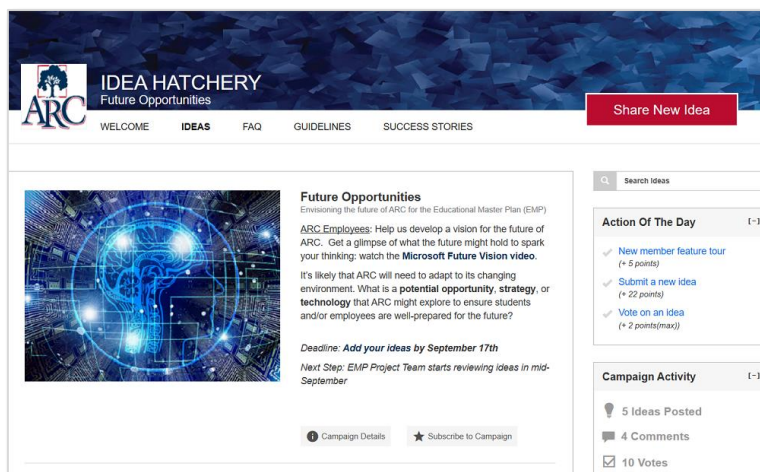 ARC
IDEA HATCHERY
Future Opportunities
Share New Idea
WELCOME IDEAS FAQ GUIDELINES SUCCESS STORIES
Search Ideas
Future Opportunities
Envisioning the future of ARC for the Educational Master Plan (EMP)
ARC Employees: Help us develop a vision for the future of
ARC. Get a glimpse of what the future might hold to spark
your thinking: watch the Microsoft Future Vision video.
It's likely that ARC will need to adapt to its changing
environment. What is a potential opportunity, strategy, or
technology that ARC might explore to ensure students
and/or employees are well-prepared for the future?
Deadline: Add your ideas by September 17th
Next Step: EMP Project Team starts reviewing ideas in mid-
September
Campaign Details Subscribe to Campaign
Action Of The Day [-]
New member feature tour
(+ 5 points)
Submit a new idea
(+ 22 points)
Vote on an idea
(+ 2 points(max))
Campaign Activity [-]
5 Ideas Posted
4 Comments
10 Votes